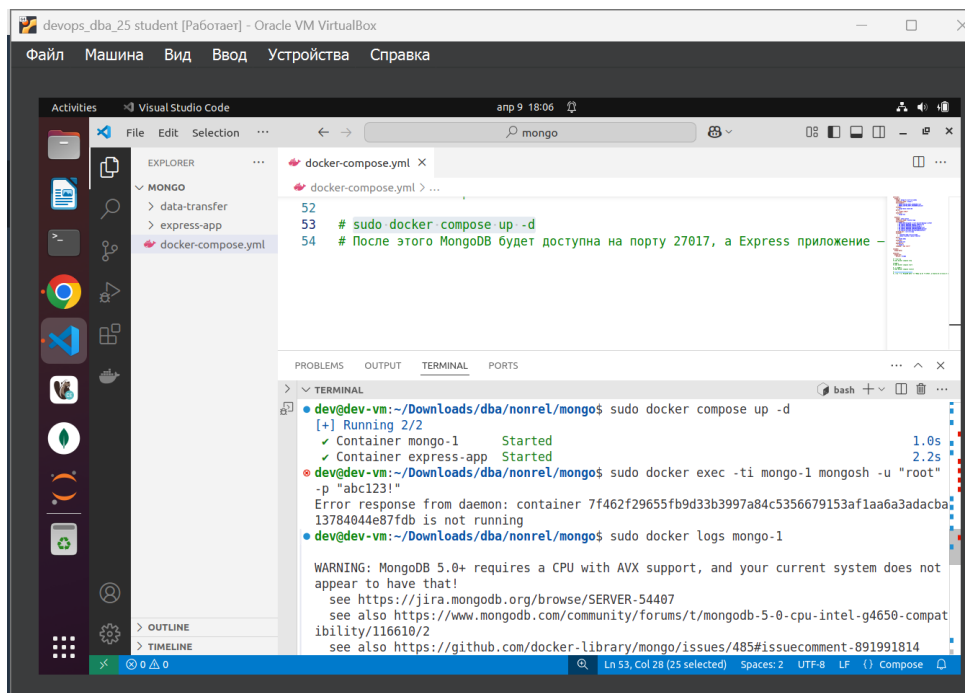 devops_dba_25 student [Работает] - Oracle VM VirtualBox
Файл Машина Вид Ввод Устройства Справка
Activities Visual Studio Code апр 9 18:06
File Edit Selection ··· mongo
EXPLORER ··· docker-compose.yml
MONGO docker-compose.yml > ...
data-transfer
express-app
docker-compose.yml
52
53 # sudo docker compose up -d
54 # После этого MongoDB будет доступна на порту 27017, а Express приложение —
PROBLEMS OUTPUT TERMINAL PORTS
TERMINAL bash
dev@dev-vm:~/Downloads/dba/nonrel/mongo$ sudo docker compose up -d
[+] Running 2/2
✔ Container mongo-1 Started 1.0s
✔ Container express-app Started 2.2s
dev@dev-vm:~/Downloads/dba/nonrel/mongo$ sudo docker exec -ti mongo-1 mongosh -u "root"
-p "abc123!"
Error response from daemon: container 7f462f29655fb9d33b3997a84c5356679153af1aa6a3adacba
13784044e87fdb is not running
dev@dev-vm:~/Downloads/dba/nonrel/mongo$ sudo docker logs mongo-1
WARNING: MongoDB 5.0+ requires a CPU with AVX support, and your current system does not
appear to have that!
see https://jira.mongodb.org/browse/SERVER-54407
see also https://www.mongodb.com/community/forums/t/mongodb-5-0-cpu-intel-g4650-compat
ibility/116610/2
see also https://github.com/docker-library/mongo/issues/485#issuecomment-891991814
OUTLINE
TIMELINE
0 0 Ln 53, Col 28 (25 selected) Spaces: 2 UTF-8 LF {} Compose